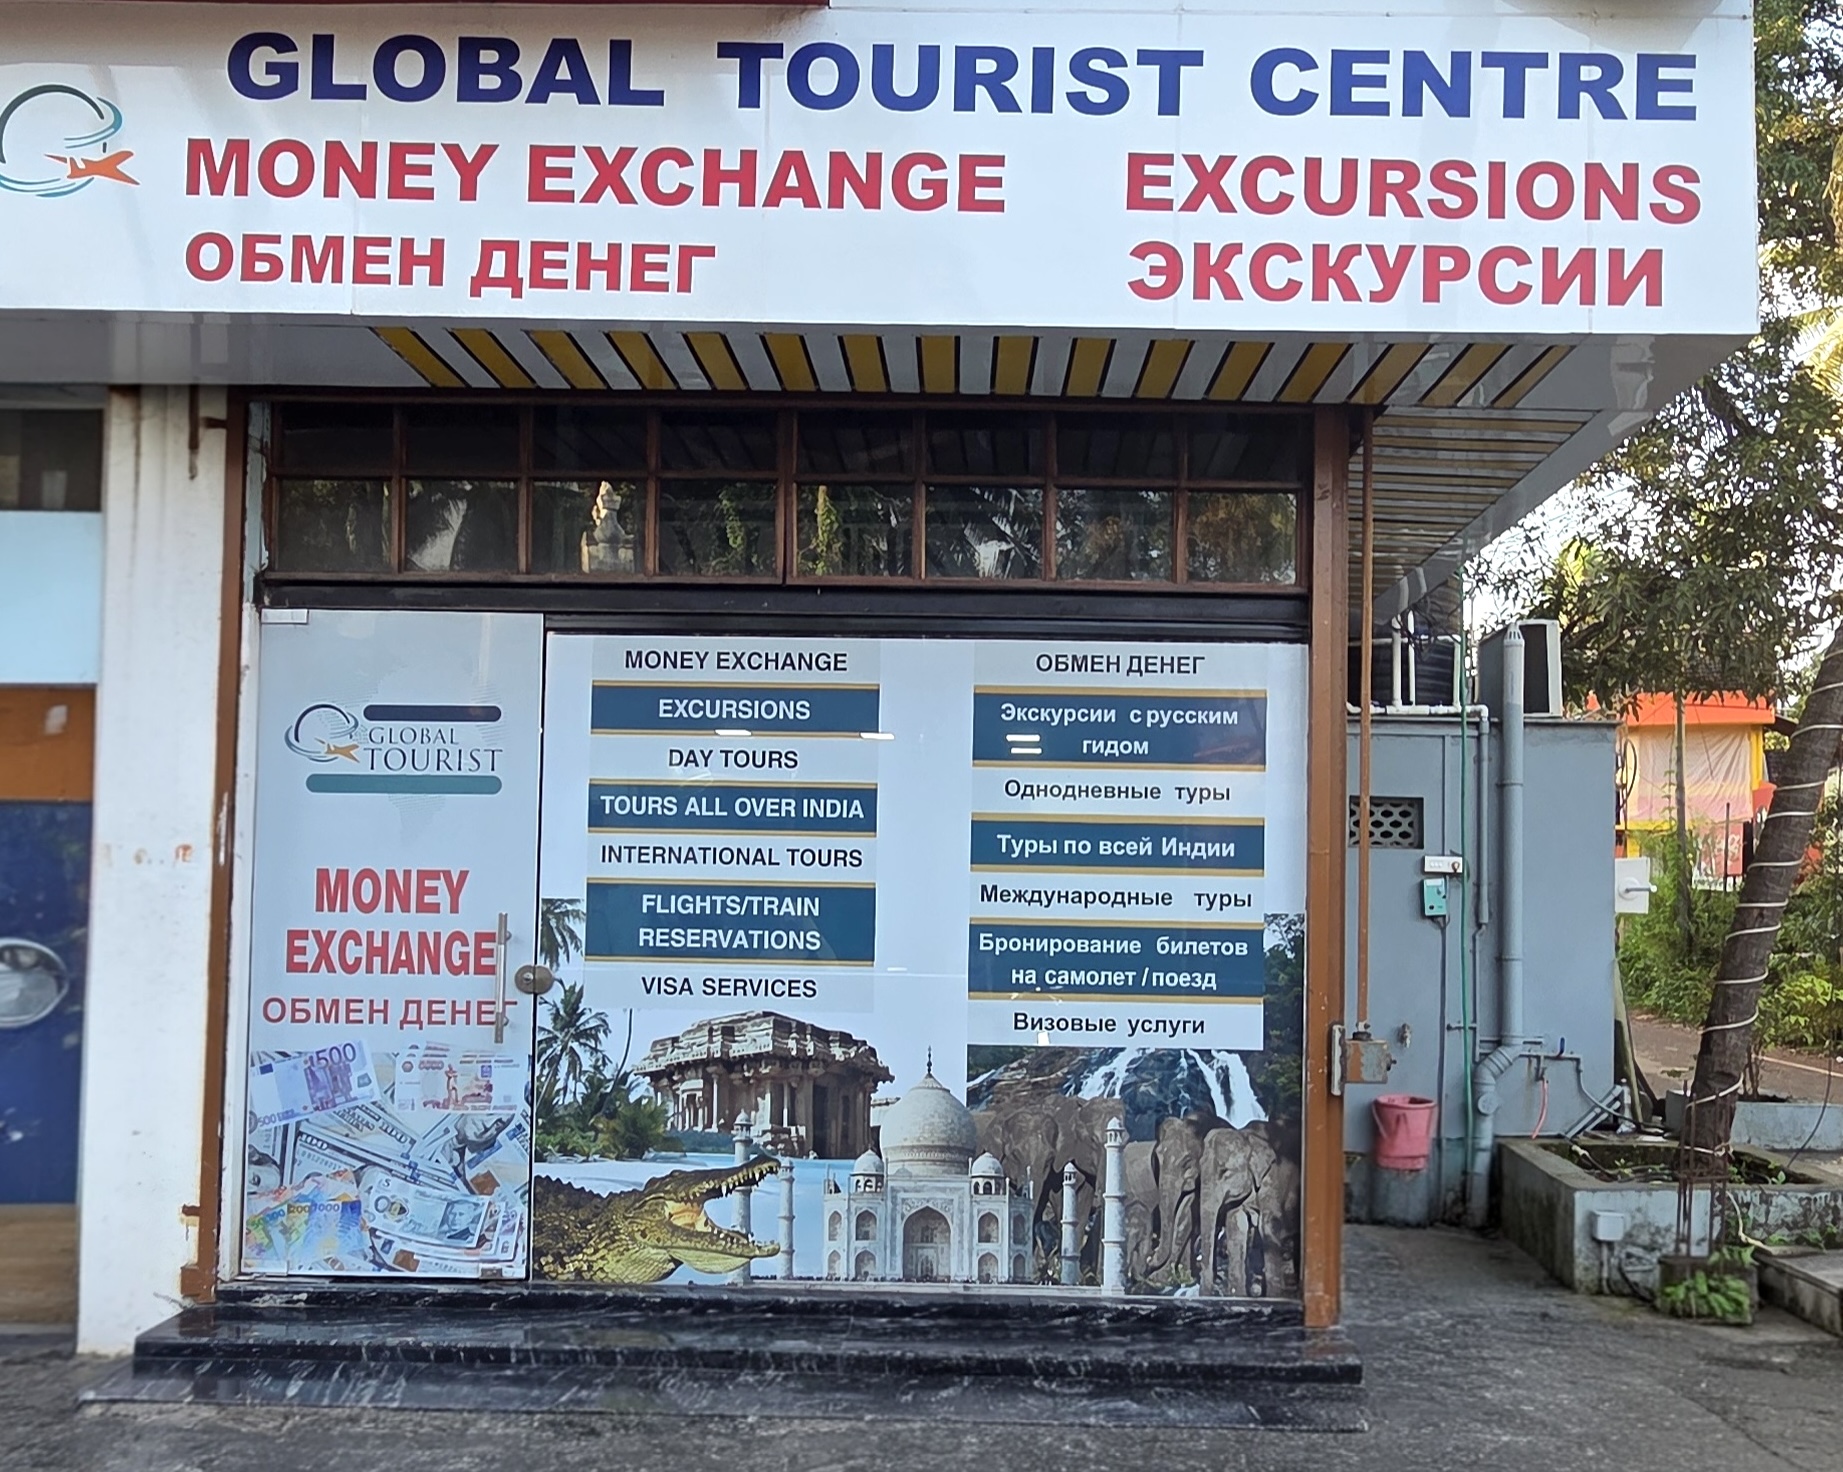 GLOBAL TOURIST CENTRE
MONEY EXCHANGE EXCURSIONS
ОБМЕН ДЕНЕГ ЭКСКУРСИИ
GLOBAL
TOURIST
MONEY
EXCHANGE
ОБМЕН ДЕНЕГ
MONEY EXCHANGE
EXCURSIONS
DAY TOURS
TOURS ALL OVER INDIA
INTERNATIONAL TOURS
FLIGHTS/TRAIN
RESERVATIONS
VISA SERVICES
ОБМЕН ДЕНЕГ
Экскурсии с русским
гидом
Однодневные туры
Туры по всей Индии
Международные туры
Бронирование билетов
на самолет / поезд
Визовые услуги
500